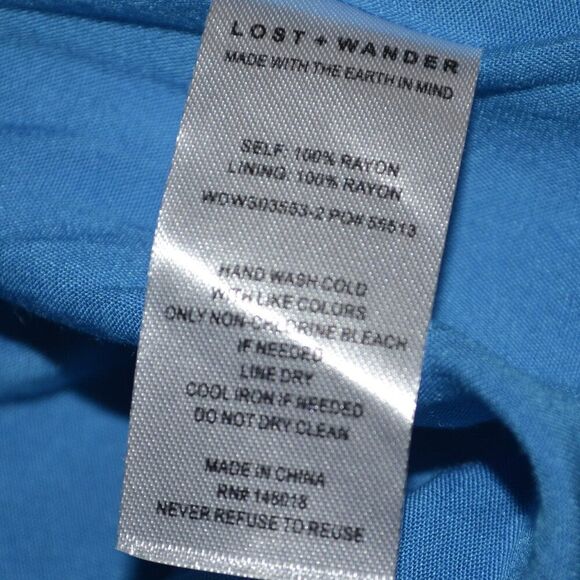 LOST + WANDER
MADE WITH THE EARTH IN MIND
SELF: 100% RAYON
LINING: 100% RAYON
WDWS03553-2 PO# 55513
HAND WASH COLD
WITH LIKE COLORS
ONLY NON-CHLORINE BLEACH
IF NEEDED
LINE DRY
COOL IRON IF NEEDED
DO NOT DRY CLEAN
MADE IN CHINA
RN# 146018
NEVER REFUSE TO REUSE